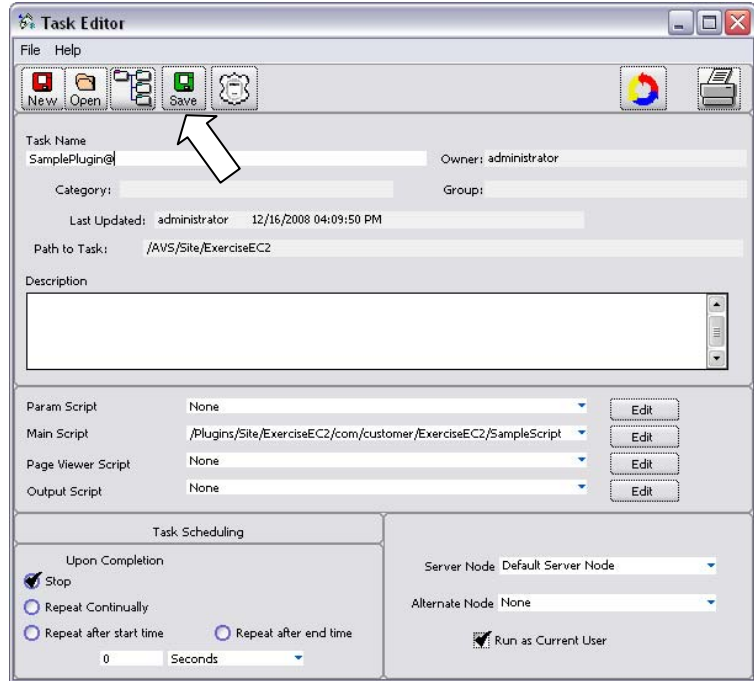 Task Editor
File Help
New Open Save
Task Name
SamplePlugin@
Owner: administrator
Category: Group:
Last Updated: administrator 12/16/2008 04:09:50 PM
Path to Task: /AVS/Site/ExerciseEC2
Description
Param Script None Edit
Main Script /Plugins/Site/ExerciseEC2/com/customer/ExerciseEC2/SampleScript Edit
Page Viewer Script None Edit
Output Script None Edit
Task Scheduling
Upon Completion
Stop
Repeat Continually
Repeat after start time Repeat after end time
0 Seconds
Server Node Default Server Node
Alternate Node None
Run as Current User